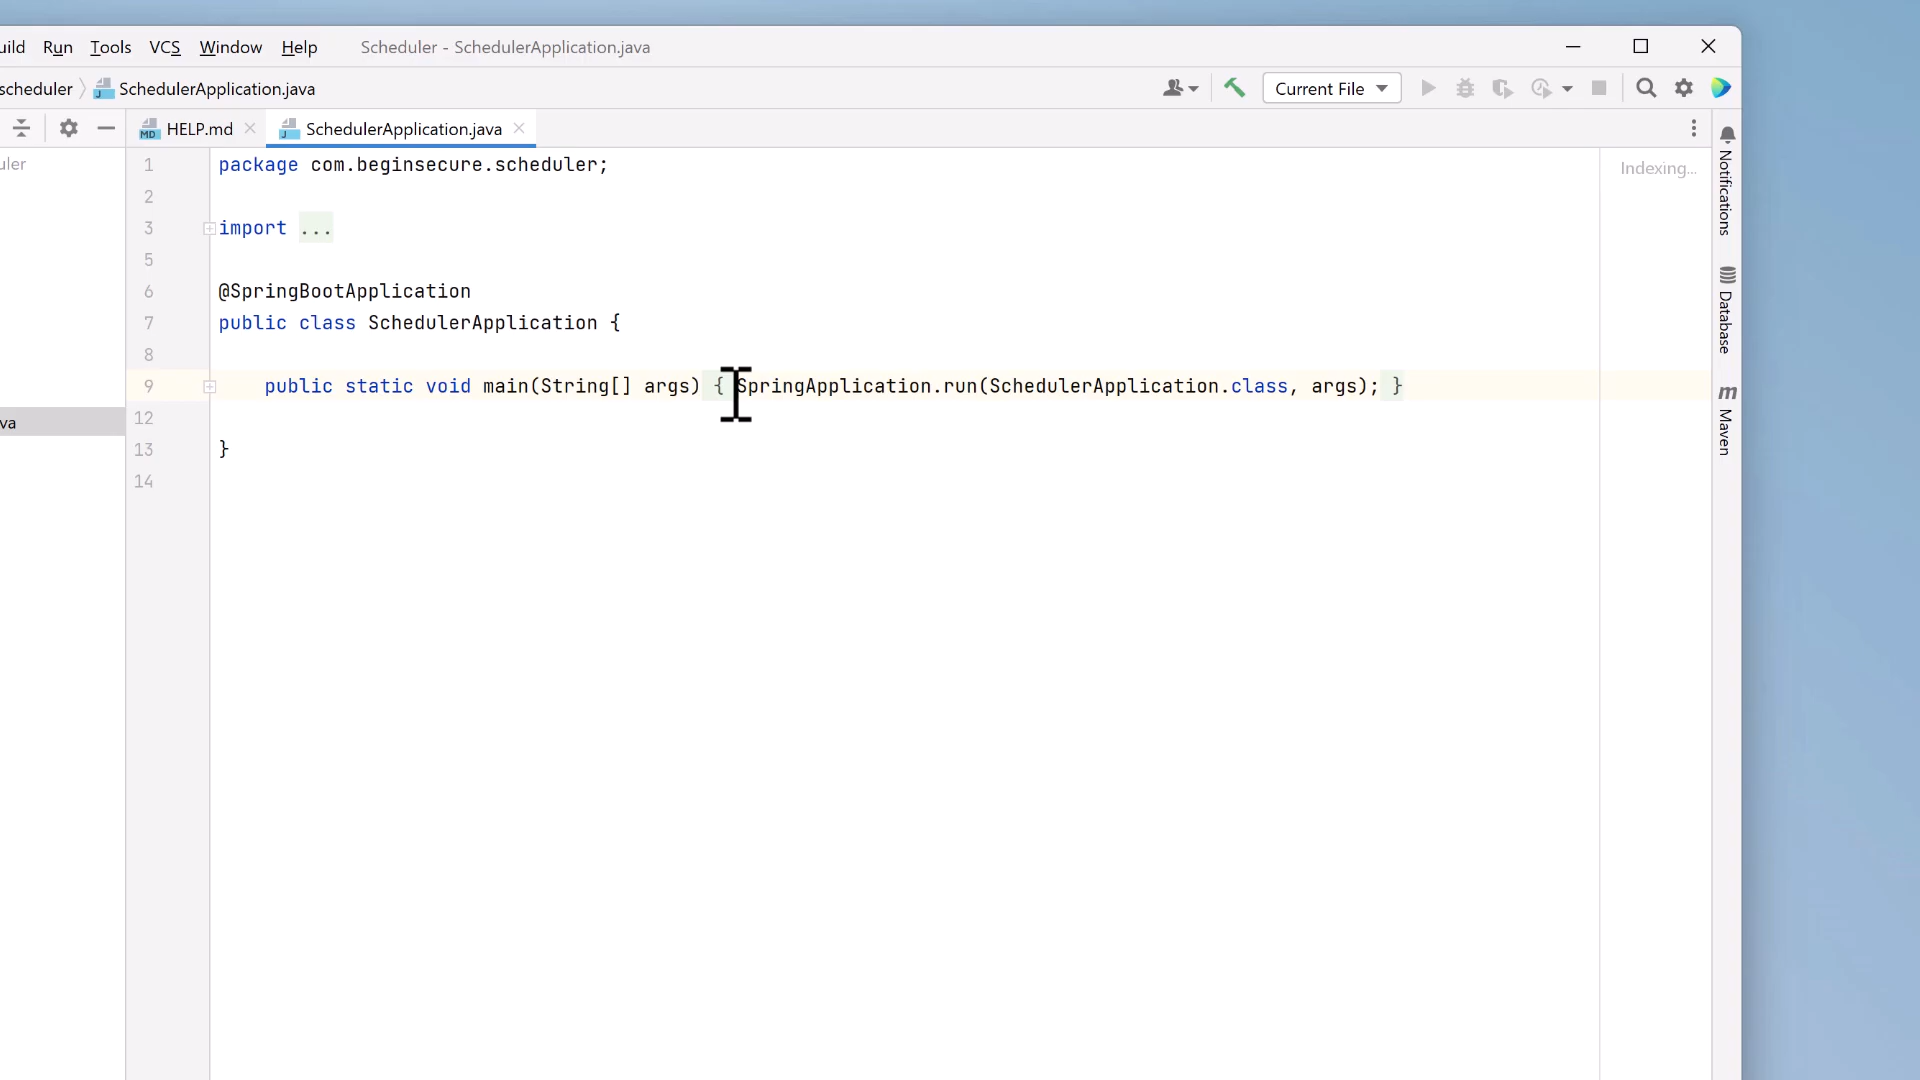 uild Run Tools VCS Window Help Scheduler - SchedulerApplication.java
scheduler SchedulerApplication.java Current File
MD HELP.md J SchedulerApplication.java
uler
1 package com.beginsecure.scheduler; Indexing...
2
3 import ...
5
6 @SpringBootApplication
7 public class SchedulerApplication {
8
9 public static void main(String[] args) { SpringApplication.run(SchedulerApplication.class, args); }
12
va
13 }
14
Notifications
Database
m Maven